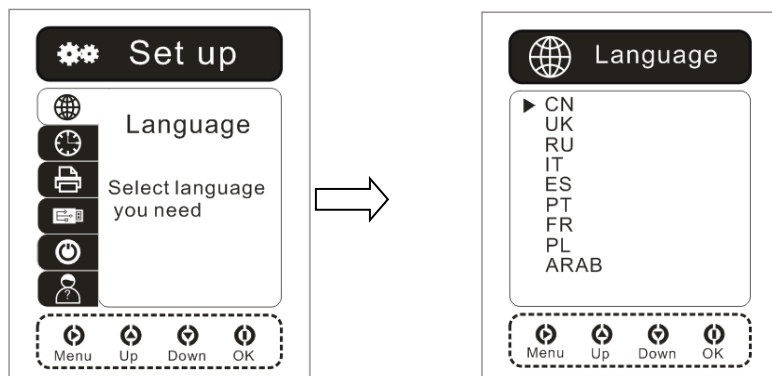 Set up
Language
Select language
you need
Menu Up Down OK
Language
CN
UK
RU
IT
ES
PT
FR
PL
ARAB
Menu Up Down OK